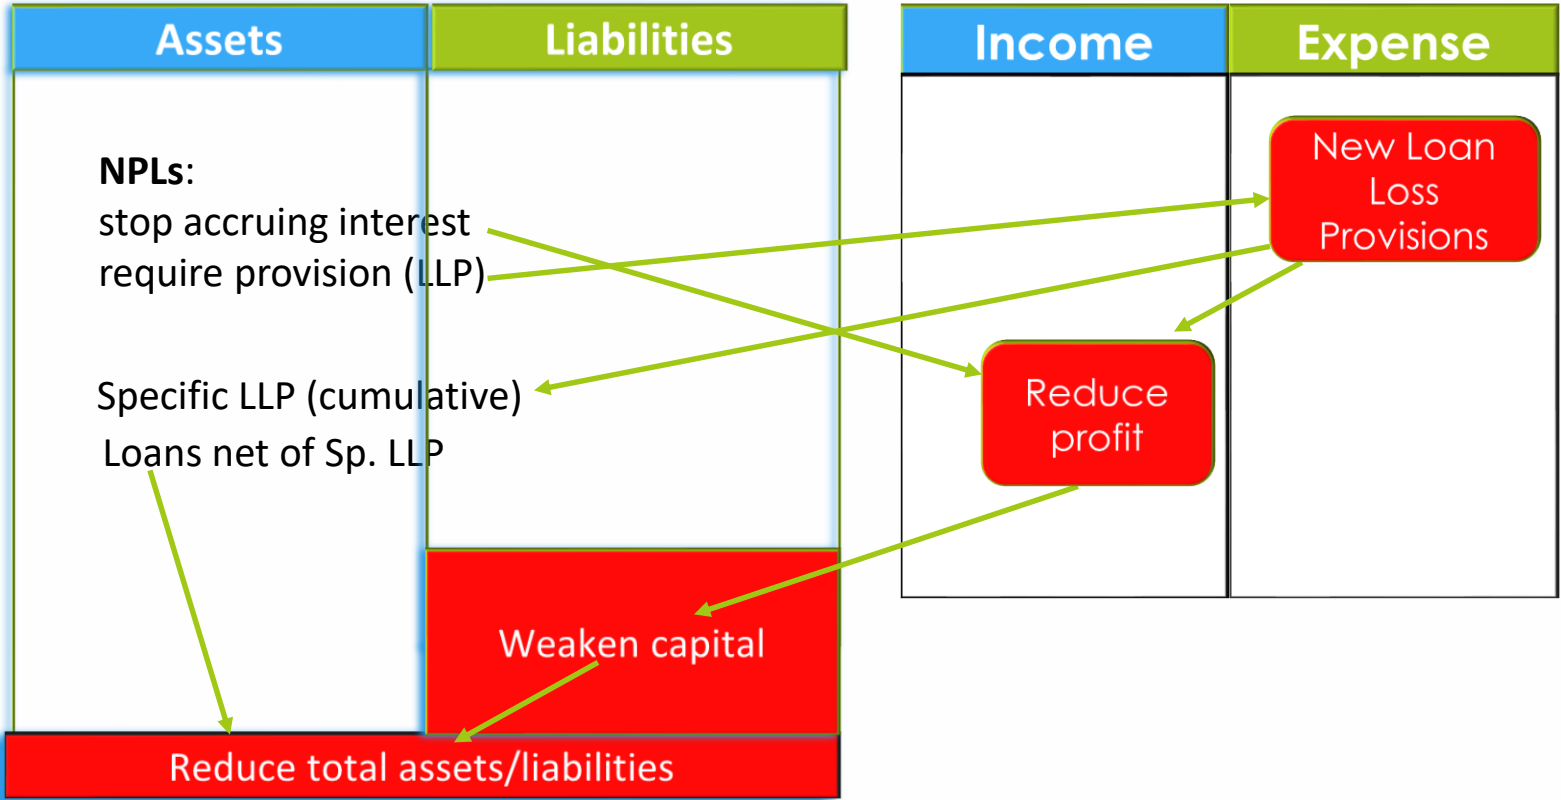 Assets
Liabilities
NPLs:
stop accruing interest
require provision (LLP)
Specific LLP (cumulative)
Loans net of Sp. LLP
Weaken capital
Reduce total assets/liabilities
Income
Expense
New Loan
Loss
Provisions
Reduce
profit